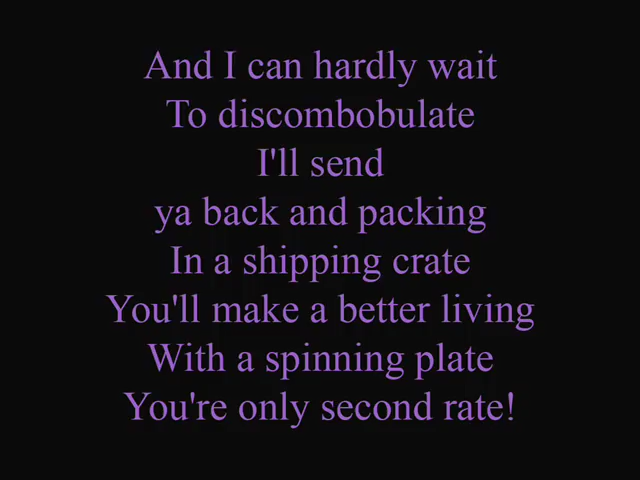 And I can hardly wait
To discombobulate
I'll send
ya back and packing
In a shipping crate
You'll make a better living
With a spinning plate
You're only second rate!